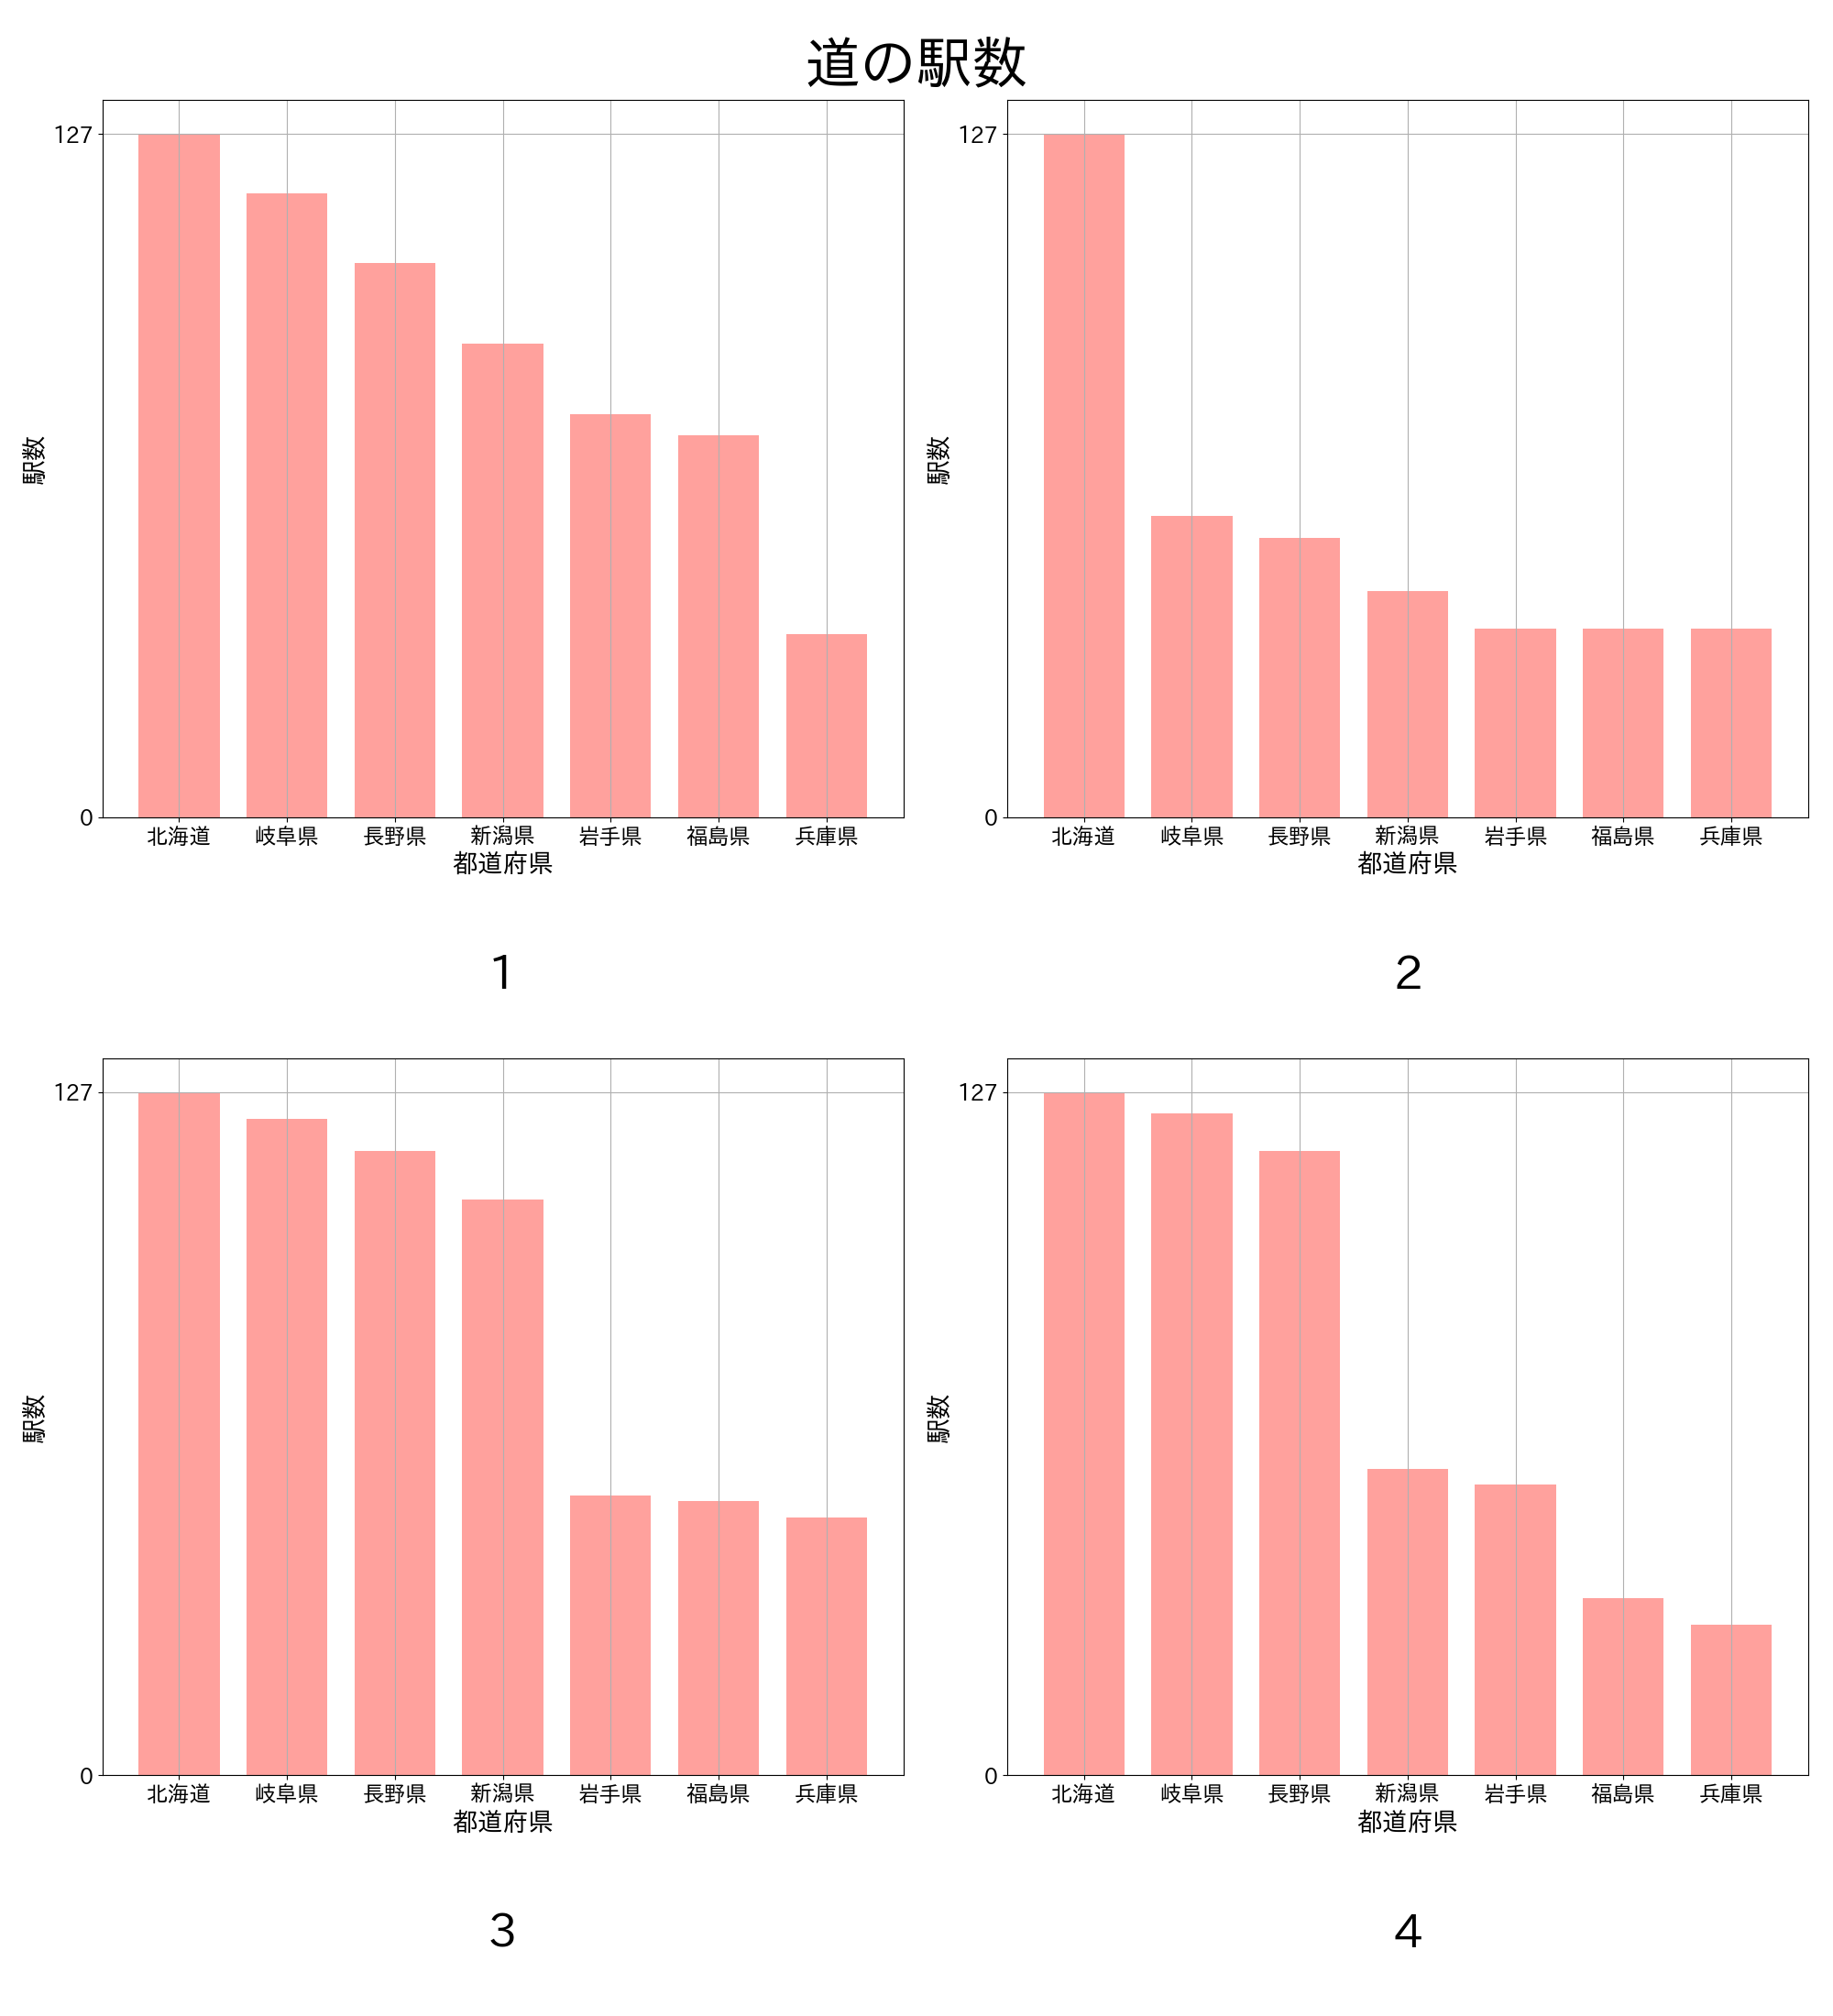 道の駅数
127
127
駅数
駅数
0
0
北海道 岐阜県 長野県 新潟県 岩手県 福島県 兵庫県
北海道 岐阜県 長野県 新潟県 岩手県 福島県 兵庫県
都道府県
都道府県
1
2
127
127
駅数
駅数
0
0
北海道 岐阜県 長野県 新潟県 岩手県 福島県 兵庫県
北海道 岐阜県 長野県 新潟県 岩手県 福島県 兵庫県
都道府県
都道府県
3
4